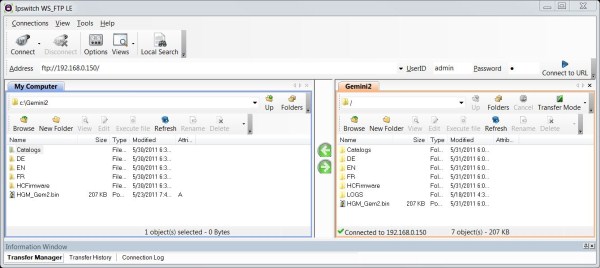 Ipswitch WS_FTP LE
Connections View Tools Help
Connect Disconnect Options Views Local Search
Address ftp://192.168.0.150/ UserID admin Password Connect to URL
My Computer
c:\Gemini2 Up Folders
Browse New Folder View Edit Execute file Refresh Rename Delete
Name Size Type Modified Attri...
Catalogs File... 5/30/2011 6:3...
DE File... 5/30/2011 6:3...
EN File... 5/30/2011 6:3...
FR File... 5/30/2011 6:3...
HCFirmware File... 5/30/2011 6:3...
HGM_Gem2.bin 207 KB Po... 5/23/2011 7:4... A
1 object(s) selected - 0 Bytes
Gemini2
/ Up Folders Cancel Transfer Mode
Browse New Folder View Edit Execute file Refresh Rename Delete
Name Size Type Modified Attrib...
Catalogs Fol... 5/31/2011 6:0...
DE Fol... 5/31/2011 6:0...
EN Fol... 5/31/2011 6:0...
FR Fol... 5/31/2011 6:0...
HCFirmware Fol... 5/31/2011 6:0...
LOGS Fol... 5/18/2011 4:3...
HGM_Gem2.bin 207 KB Po... 5/31/2011 6:0...
Connected to 192.168.0.150 7 object(s) - 207 KB
Information Window
Transfer Manager Transfer History Connection Log